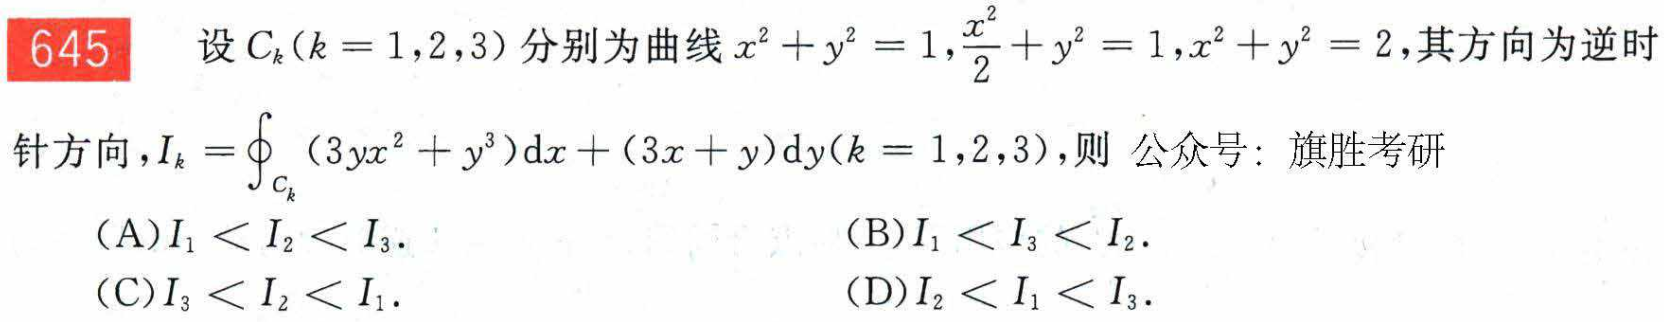 645 设 C_k(k = 1,2,3) 分别为曲线 x² + y² = 1, x²/2 + y² = 1, x² + y² = 2,其方向为逆时
针方向, I_k = ∮_{C_k} (3yx² + y³)dx + (3x + y)dy(k = 1,2,3),则 公众号: 旗胜考研
(A)I₁ < I₂ < I₃. (B)I₁ < I₃ < I₂.
(C)I₃ < I₂ < I₁. (D)I₂ < I₁ < I₃.